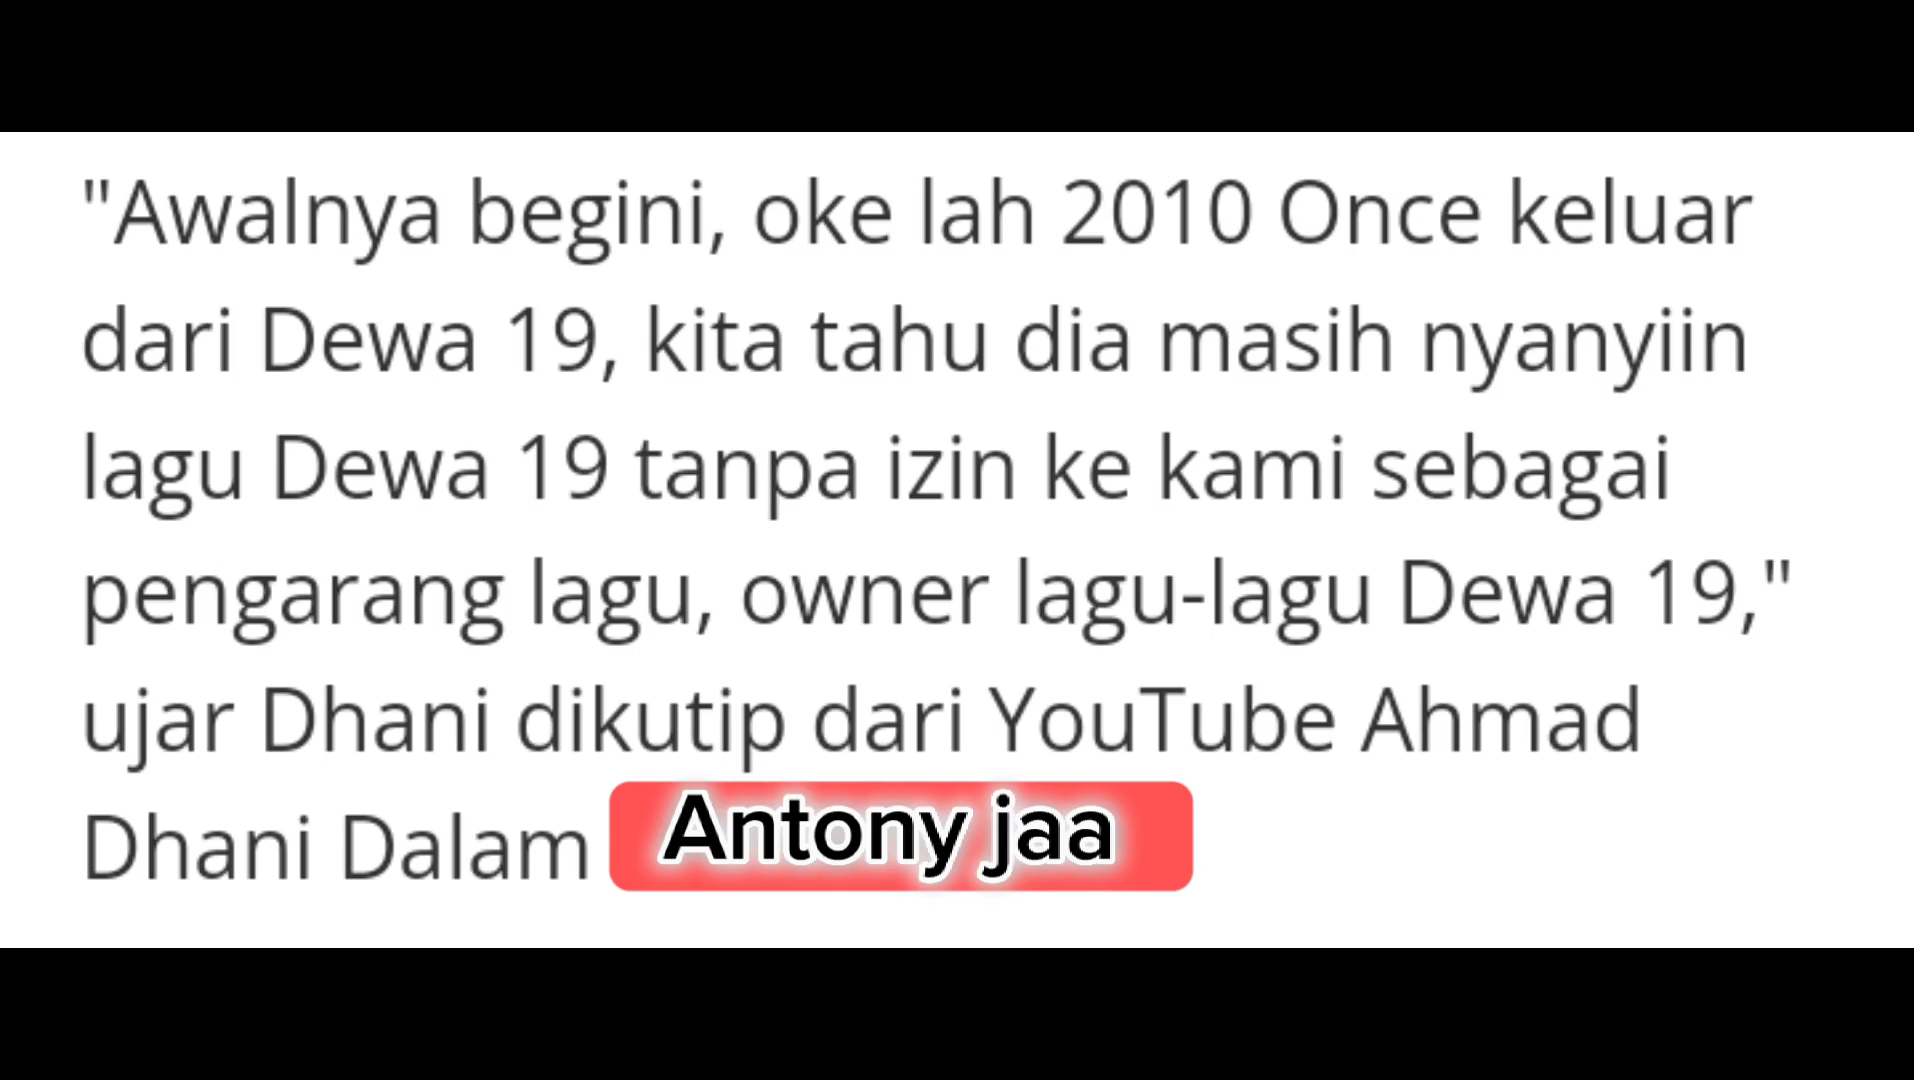 "Awalnya begini, oke lah 2010 Once keluar
dari Dewa 19, kita tahu dia masih nyanyiin
lagu Dewa 19 tanpa izin ke kami sebagai
pengarang lagu, owner lagu-lagu Dewa 19,"
ujar Dhani dikutip dari YouTube Ahmad
Dhani Dalam Antony jaa